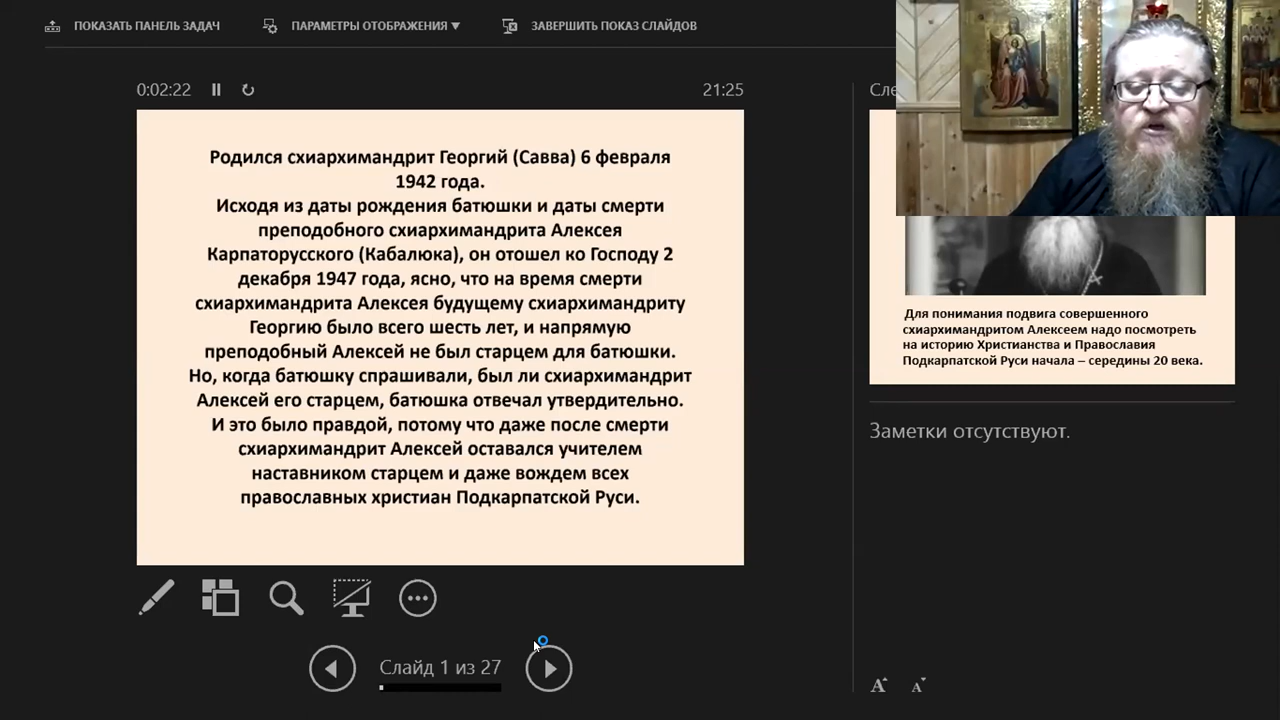 ПОКАЗАТЬ ПАНЕЛЬ ЗАДАЧ
ПАРАМЕТРЫ ОТОБРАЖЕНИЯ ▼
ЗАВЕРШИТЬ ПОКАЗ СЛАЙДОВ
0:02:22
21:25
Родился схиархимандрит Георгий (Савва) 6 февраля
1942 года.
Исходя из даты рождения батюшки и даты смерти
преподобного схиархимандрита Алексея
Карпаторусского (Кабалюка), он отошел ко Господу 2
декабря 1947 года, ясно, что на время смерти
схиархимандрита Алексея будущему схиархимандриту
Георгию было всего шесть лет, и напрямую
преподобный Алексей не был старцем для батюшки.
Но, когда батюшку спрашивали, был ли схиархимандрит
Алексей его старцем, батюшка отвечал утвердительно.
И это было правдой, потому что даже после смерти
схиархимандрит Алексей оставался учителем
наставником старцем и даже вождем всех
православных христиан Подкарпатской Руси.
Слайд 1 из 27
Для понимания подвига совершенного
схиархимандритом Алексеем надо посмотреть
на историю Христианства и Православия
Подкарпатской Руси начала – середины 20 века.
Заметки отсутствуют.
A A